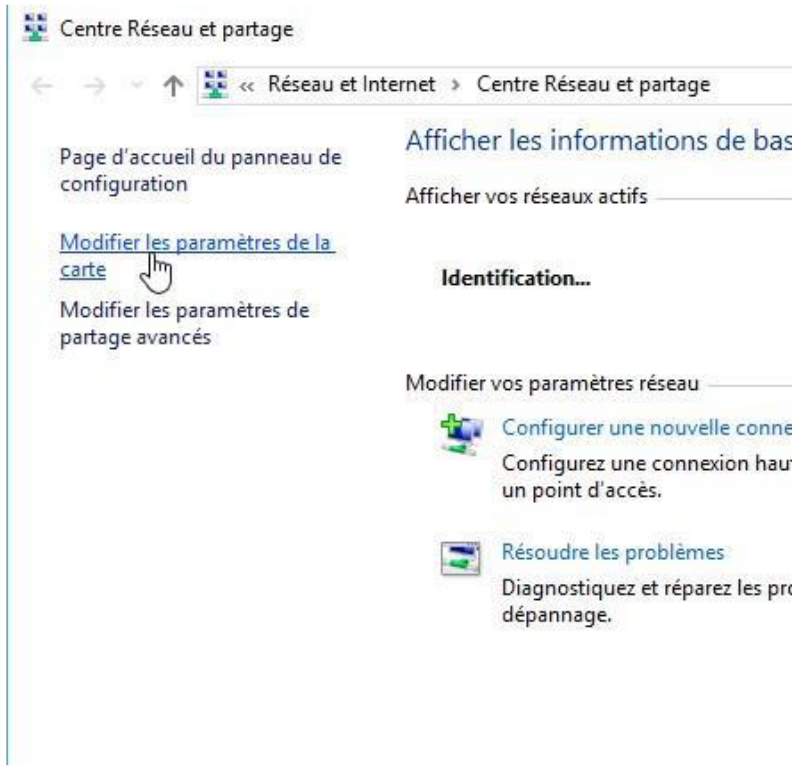 Centre Réseau et partage
« Réseau et Internet > Centre Réseau et partage
Page d'accueil du panneau de
configuration
Modifier les paramètres de la
carte
Modifier les paramètres de
partage avancés
Afficher les informations de bas
Afficher vos réseaux actifs
Identification...
Modifier vos paramètres réseau
Configurer une nouvelle conne
Configurez une connexion haut
un point d'accès.
Résoudre les problèmes
Diagnostiquez et réparez les pro
dépannage.